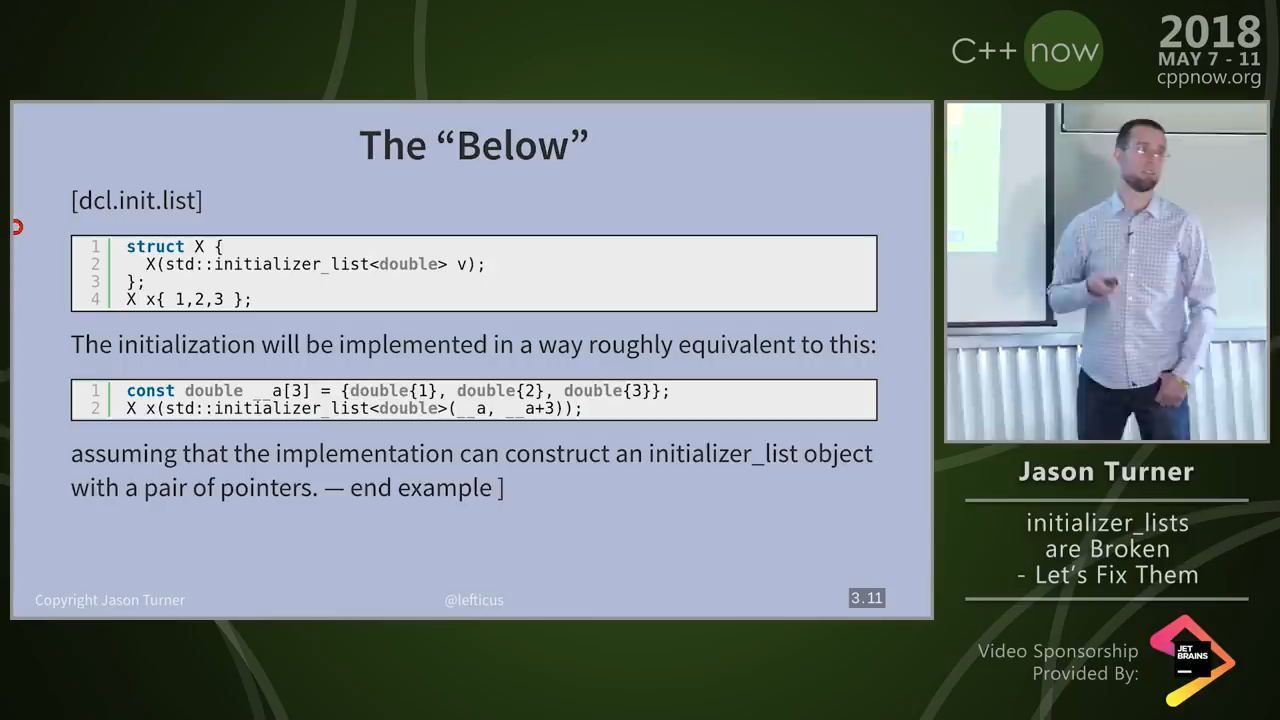 C++ now
2018
MAY 7 - 11
cppnow.org
The “Below”
[dcl.init.list]
1 struct X {
2   X(std::initializer_list<double> v);
3 };
4 X x{ 1,2,3 };
The initialization will be implemented in a way roughly equivalent to this:
1 const double __a[3] = {double{1}, double{2}, double{3}};
2 X x(std::initializer_list<double>(__a, __a+3));
assuming that the implementation can construct an initializer_list object
with a pair of pointers. — end example ]
Copyright Jason Turner
@lefticus
3.11
Jason Turner
initializer_lists
are Broken
- Let’s Fix Them
Video Sponsorship
Provided By:
JET
BRAINS